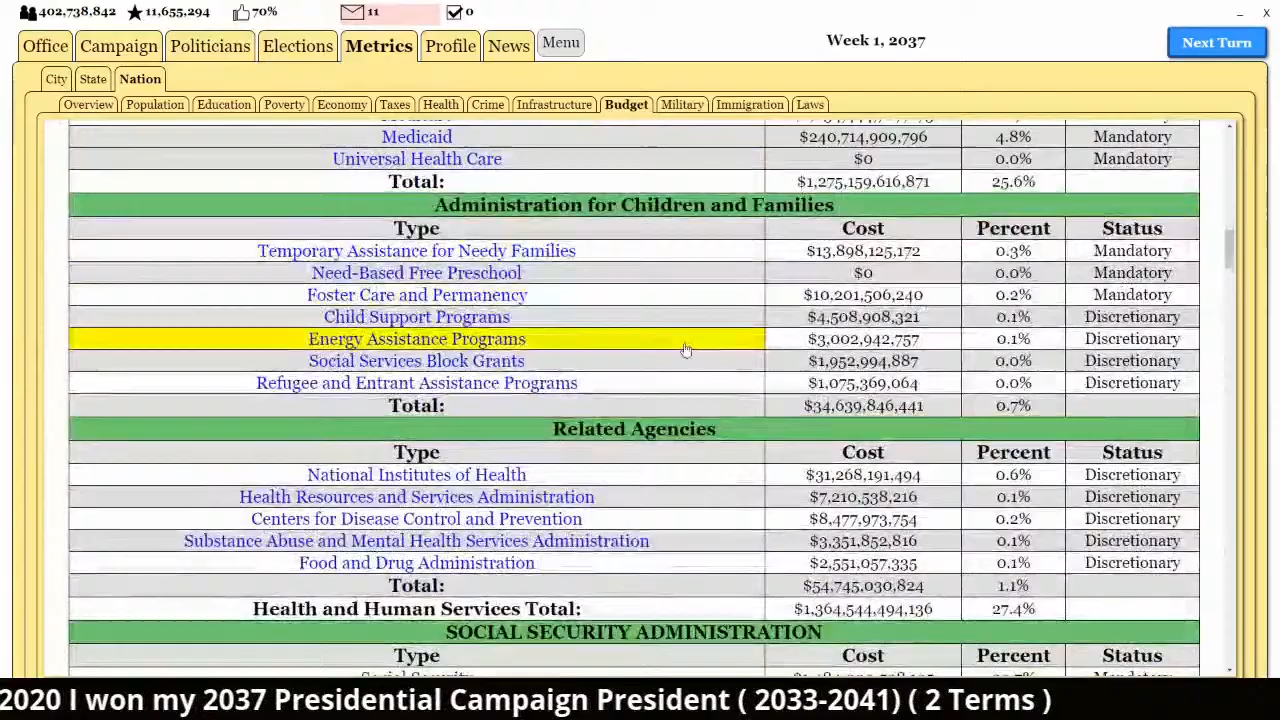 402,738,842 11,655,294 70% 11 0
_ X
Office Campaign Politicians Elections Metrics Profile News Menu
Week 1, 2037
Next Turn
City State Nation
Overview Population Education Poverty Economy Taxes Health Crime Infrastructure Budget Military Immigration Laws
Medicaid $240,714,909,796 4.8% Mandatory
Universal Health Care $0 0.0% Mandatory
Total: $1,275,159,616,871 25.6%
Administration for Children and Families
Type Cost Percent Status
Temporary Assistance for Needy Families $13,898,125,172 0.3% Mandatory
Need-Based Free Preschool $0 0.0% Mandatory
Foster Care and Permanency $10,201,506,240 0.2% Mandatory
Child Support Programs $4,508,908,321 0.1% Discretionary
Energy Assistance Programs $3,002,942,757 0.1% Discretionary
Social Services Block Grants $1,952,994,887 0.0% Discretionary
Refugee and Entrant Assistance Programs $1,075,369,064 0.0% Discretionary
Total: $34,639,846,441 0.7%
Related Agencies
Type Cost Percent Status
National Institutes of Health $31,268,191,494 0.6% Discretionary
Health Resources and Services Administration $7,210,538,216 0.1% Discretionary
Centers for Disease Control and Prevention $8,477,973,754 0.2% Discretionary
Substance Abuse and Mental Health Services Administration $3,351,852,816 0.1% Discretionary
Food and Drug Administration $2,551,057,335 0.1% Discretionary
Total: $54,745,030,824 1.1%
Health and Human Services Total: $1,364,544,494,136 27.4%
SOCIAL SECURITY ADMINISTRATION
Type Cost Percent Status
2020 I won my 2037 Presidential Campaign President ( 2033-2041) ( 2 Terms )